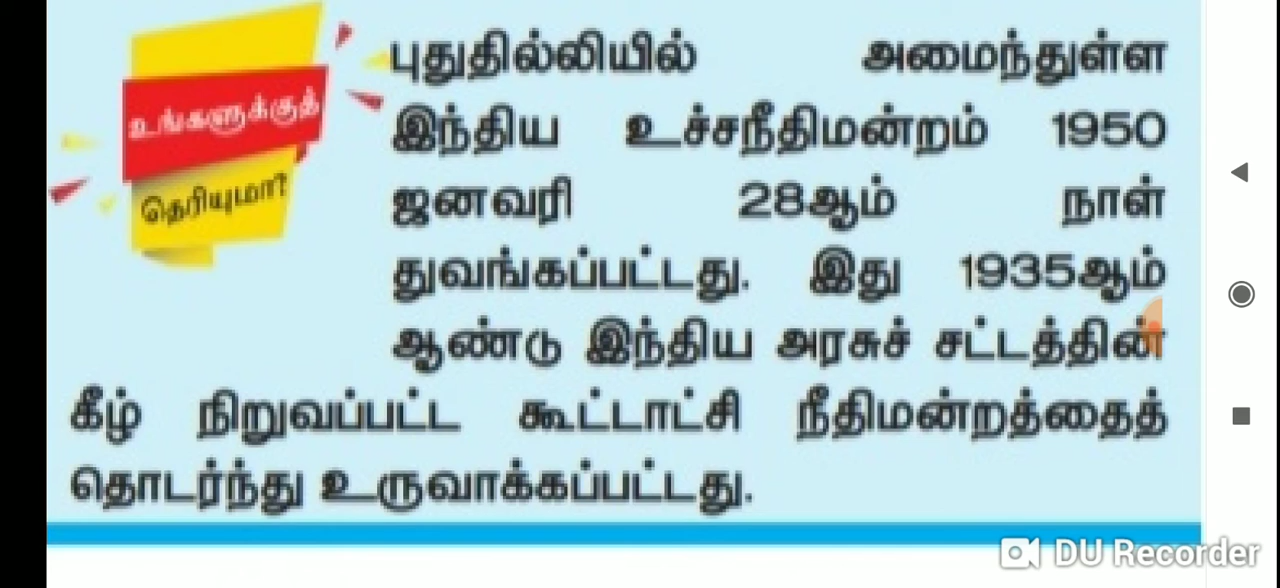 உங்களுக்குத்
தெரியுமா?
புதுதில்லியில் அமைந்துள்ள
இந்திய உச்சநீதிமன்றம் 1950
ஜனவரி 28ஆம் நாள்
துவங்கப்பட்டது. இது 1935ஆம்
ஆண்டு இந்திய அரசுச் சட்டத்தின்
கீழ் நிறுவப்பட்ட கூட்டாட்சி நீதிமன்றத்தைத்
தொடர்ந்து உருவாக்கப்பட்டது.
DU Recorder